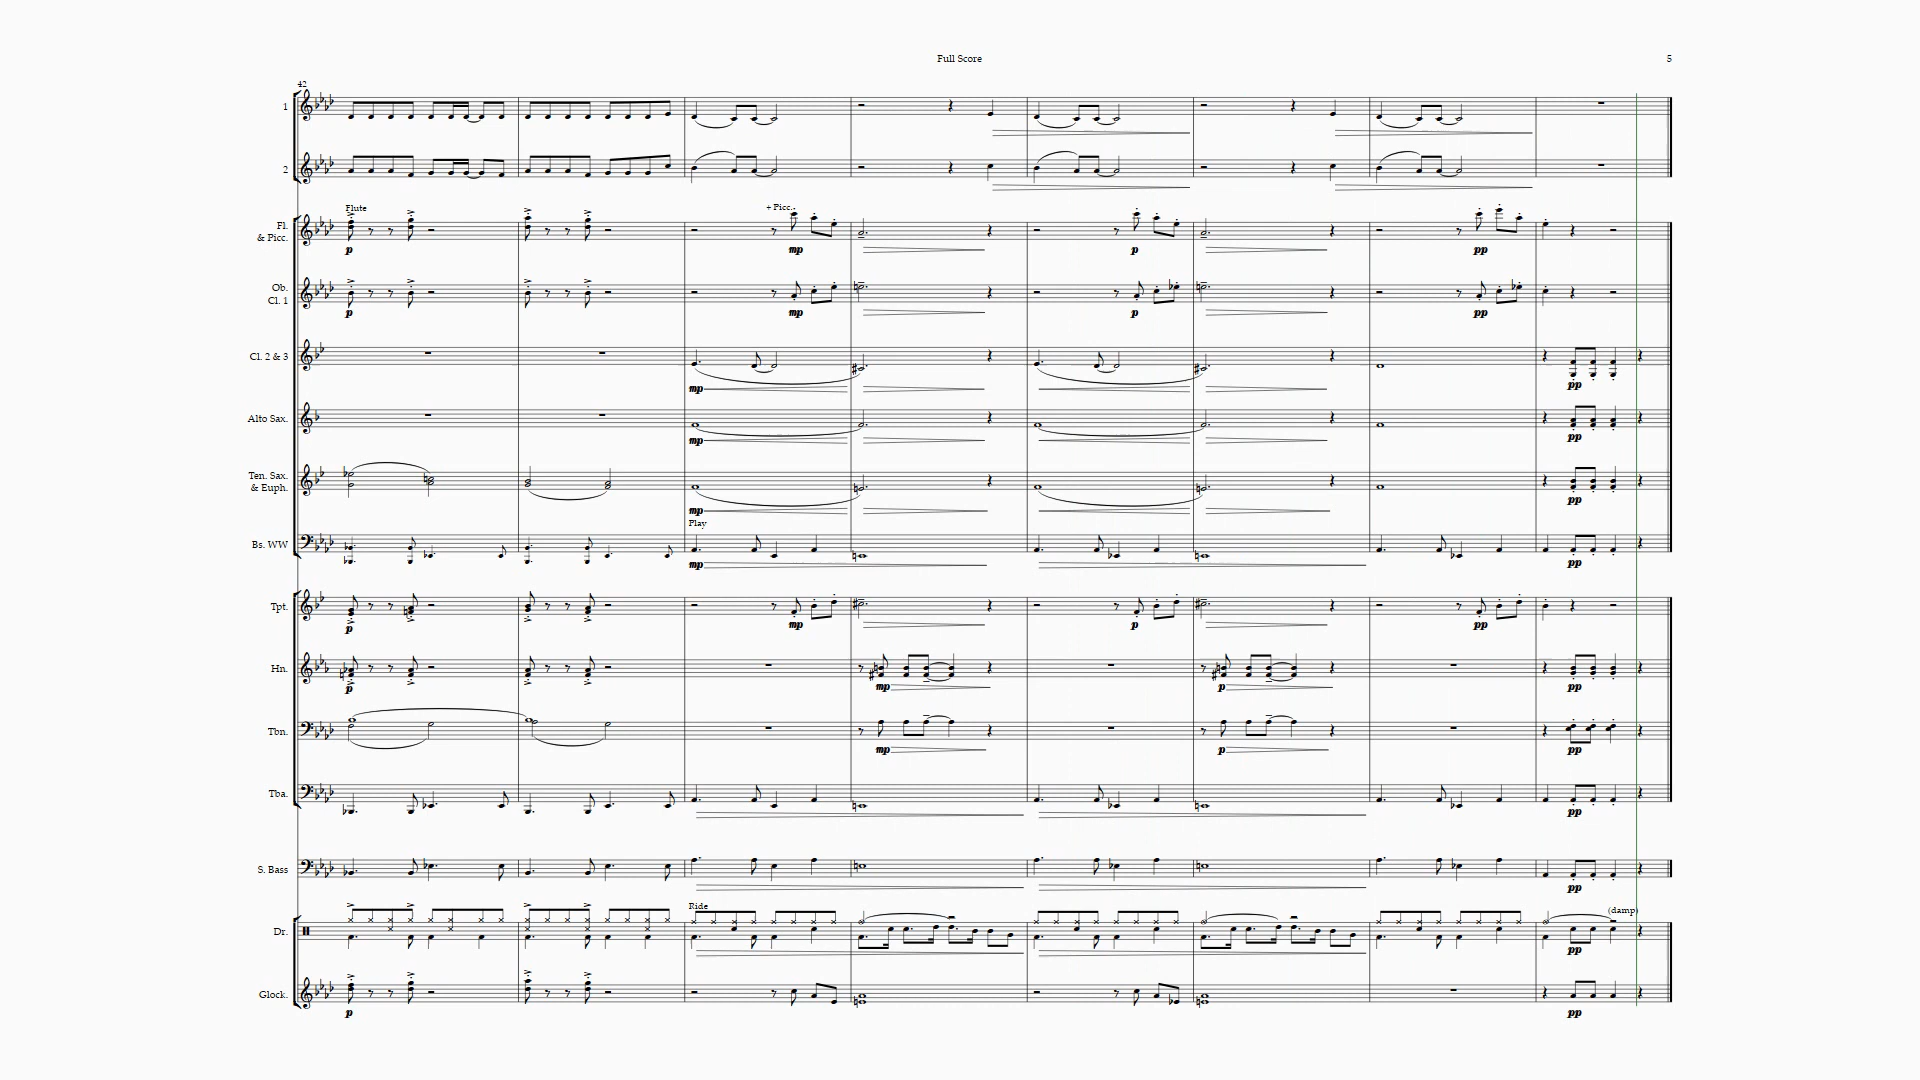 Full Score
5
42
1
2
Flute
+ Picc.
Fl.
& Picc.
p
mp
p
pp
Ob.
Cl. 1
p
mp
p
pp
Cl. 2 & 3
mp
pp
Alto Sax.
mp
pp
Ten. Sax.
& Euph.
mp
pp
Play
Bs. WW
mp
pp
Tpt.
p
mp
p
pp
Hn.
p
mp
p
pp
Tbn.
mp
p
pp
Tba.
pp
S. Bass
pp
Ride
(damp)
Dr.
pp
Glock.
p
pp